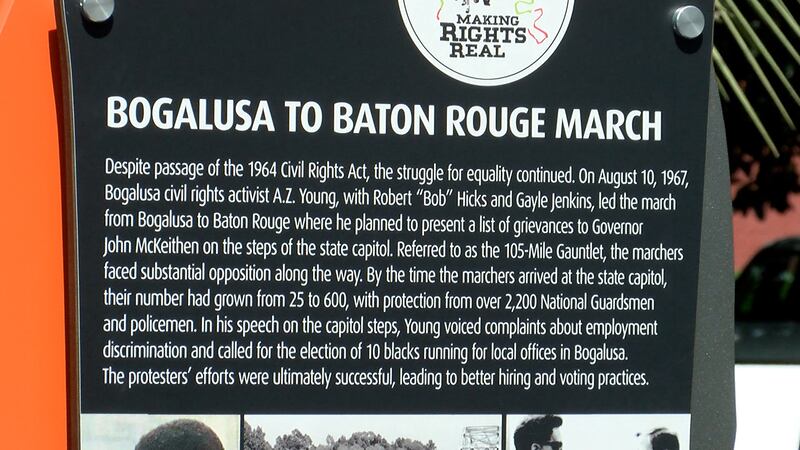 MAKING
RIGHTS
REAL
BOGALUSA TO BATON ROUGE MARCH
Despite passage of the 1964 Civil Rights Act, the struggle for equality continued. On August 10, 1967,
Bogalusa civil rights activist A.Z. Young, with Robert "Bob" Hicks and Gayle Jenkins, led the march
from Bogalusa to Baton Rouge where he planned to present a list of grievances to Governor
John McKeithen on the steps of the state capitol. Referred to as the 105-Mile Gauntlet, the marchers
faced substantial opposition along the way. By the time the marchers arrived at the state capitol,
their number had grown from 25 to 600, with protection from over 2,200 National Guardsmen
and policemen. In his speech on the capitol steps, Young voiced complaints about employment
discrimination and called for the election of 10 blacks running for local offices in Bogalusa.
The protesters' efforts were ultimately successful, leading to better hiring and voting practices.